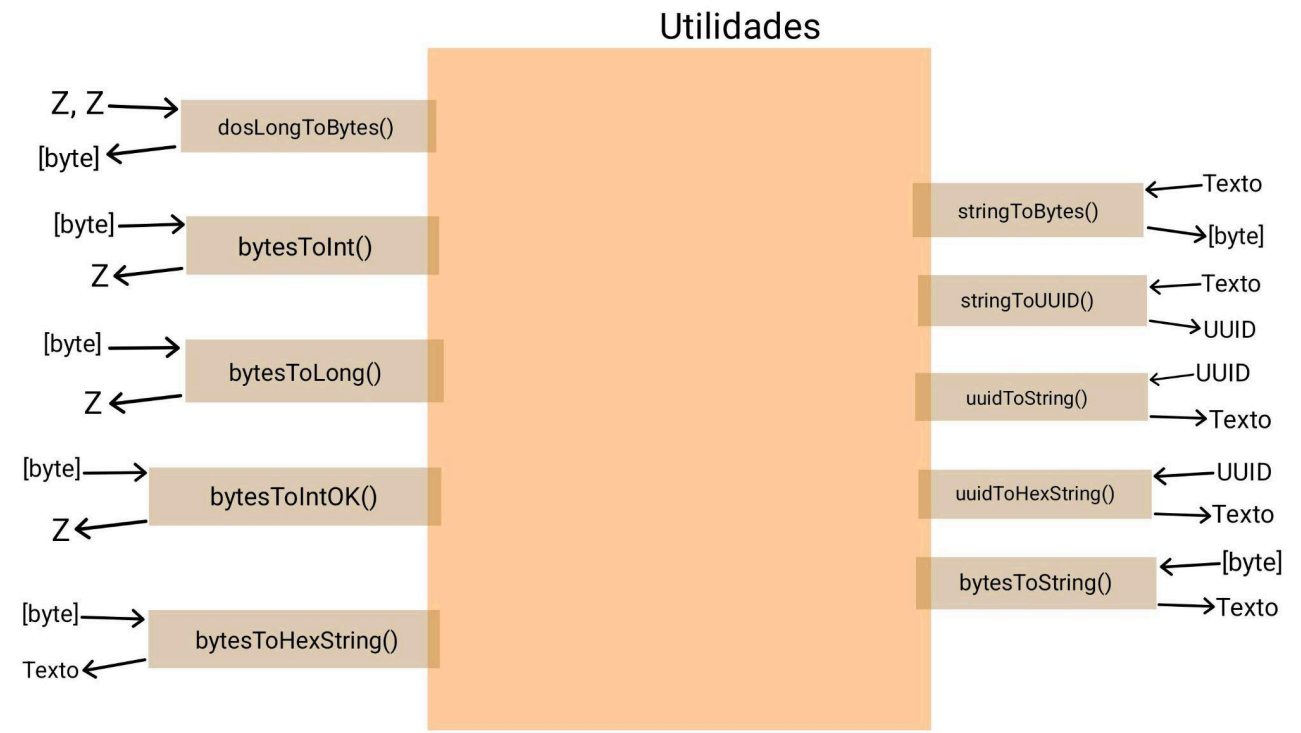 Utilidades
Z, Z
dosLongToBytes()
[byte]
[byte]
bytesToInt()
Z
[byte]
bytesToLong()
Z
[byte]
bytesToIntOK()
Z
[byte]
bytesToHexString()
Texto
Texto
stringToBytes()
[byte]
Texto
stringToUUID()
UUID
UUID
uuidToString()
Texto
UUID
uuidToHexString()
Texto
[byte]
bytesToString()
Texto